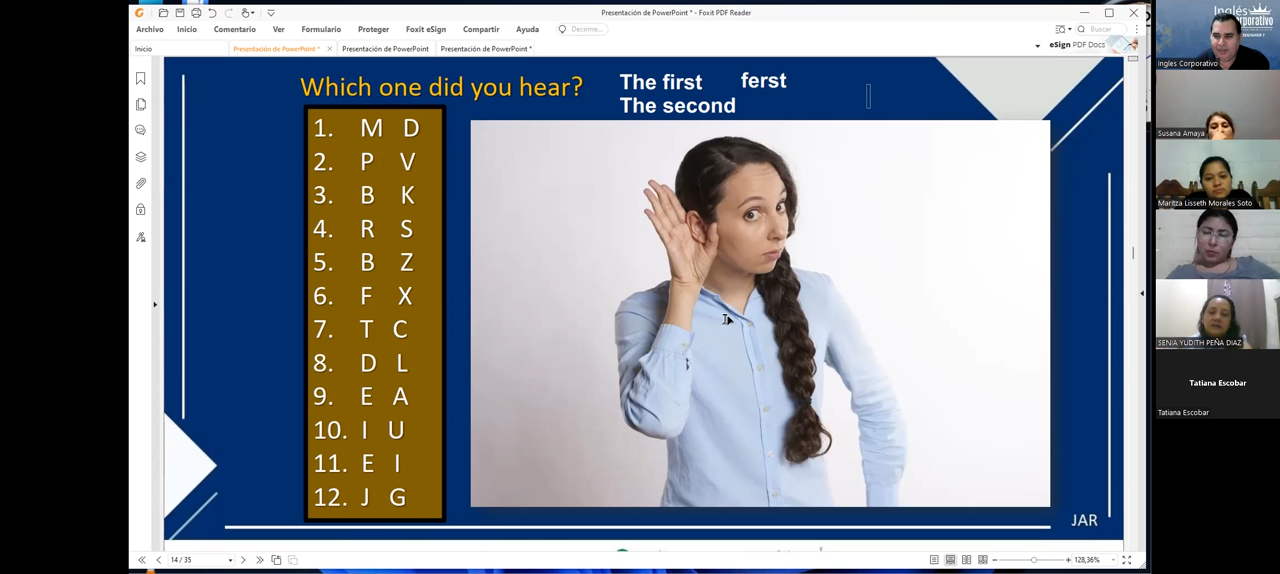 Presentación de PowerPoint * - Foxit PDF Reader
Archivo Inicio Comentario Ver Formulario Proteger Foxit eSign Compartir Ayuda Decirme... Buscar
Inicio Presentación de PowerPoint * Presentación de PowerPoint Presentación de PowerPoint * eSign PDF Docs
Which one did you hear?
The first ferst
The second
1. M D
2. P V
3. B K
4. R S
5. B Z
6. F X
7. T C
8. D L
9. E A
10. I U
11. E I
12. J G
JAR
14 / 35
128,36%
Inglés
Corporativo
Ingles Corporativo
Susana Amaya
Maritza Lisseth Morales Soto
SENIA YUDITH PEÑA DIAZ
Tatiana Escobar
Tatiana Escobar